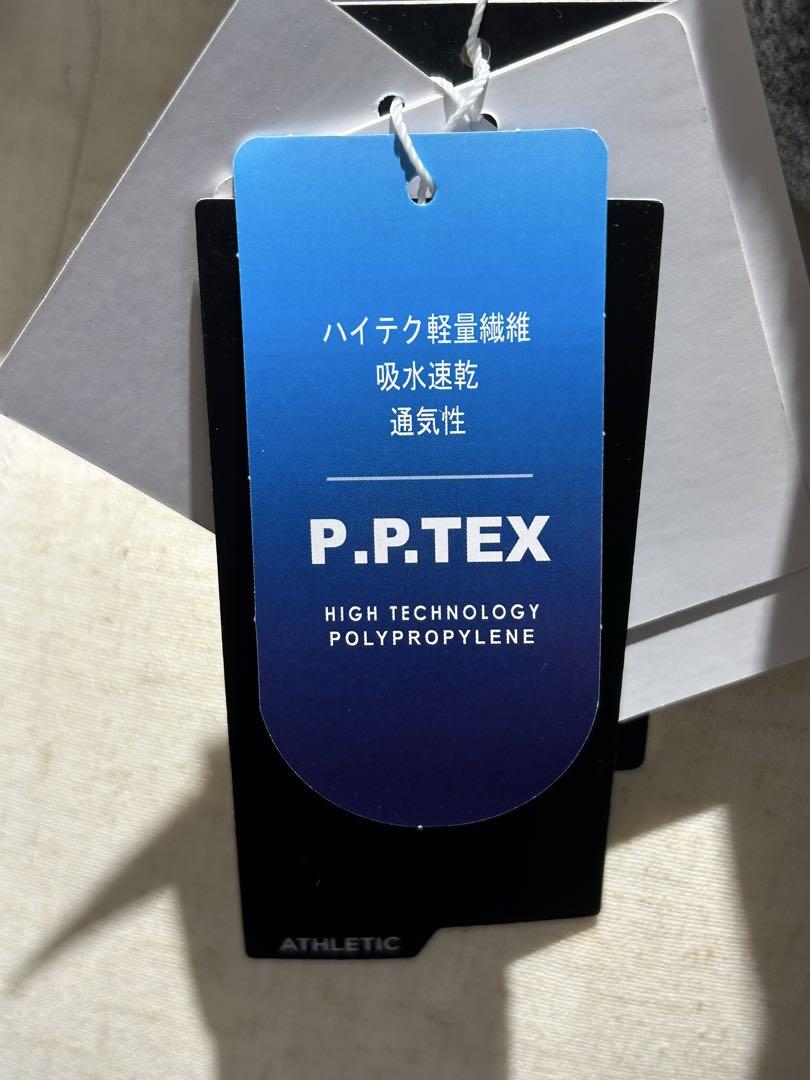 ハイテク軽量繊維
吸水速乾
通気性
P.P.TEX
HIGH TECHNOLOGY
POLYPROPYLENE
ATHLETIC